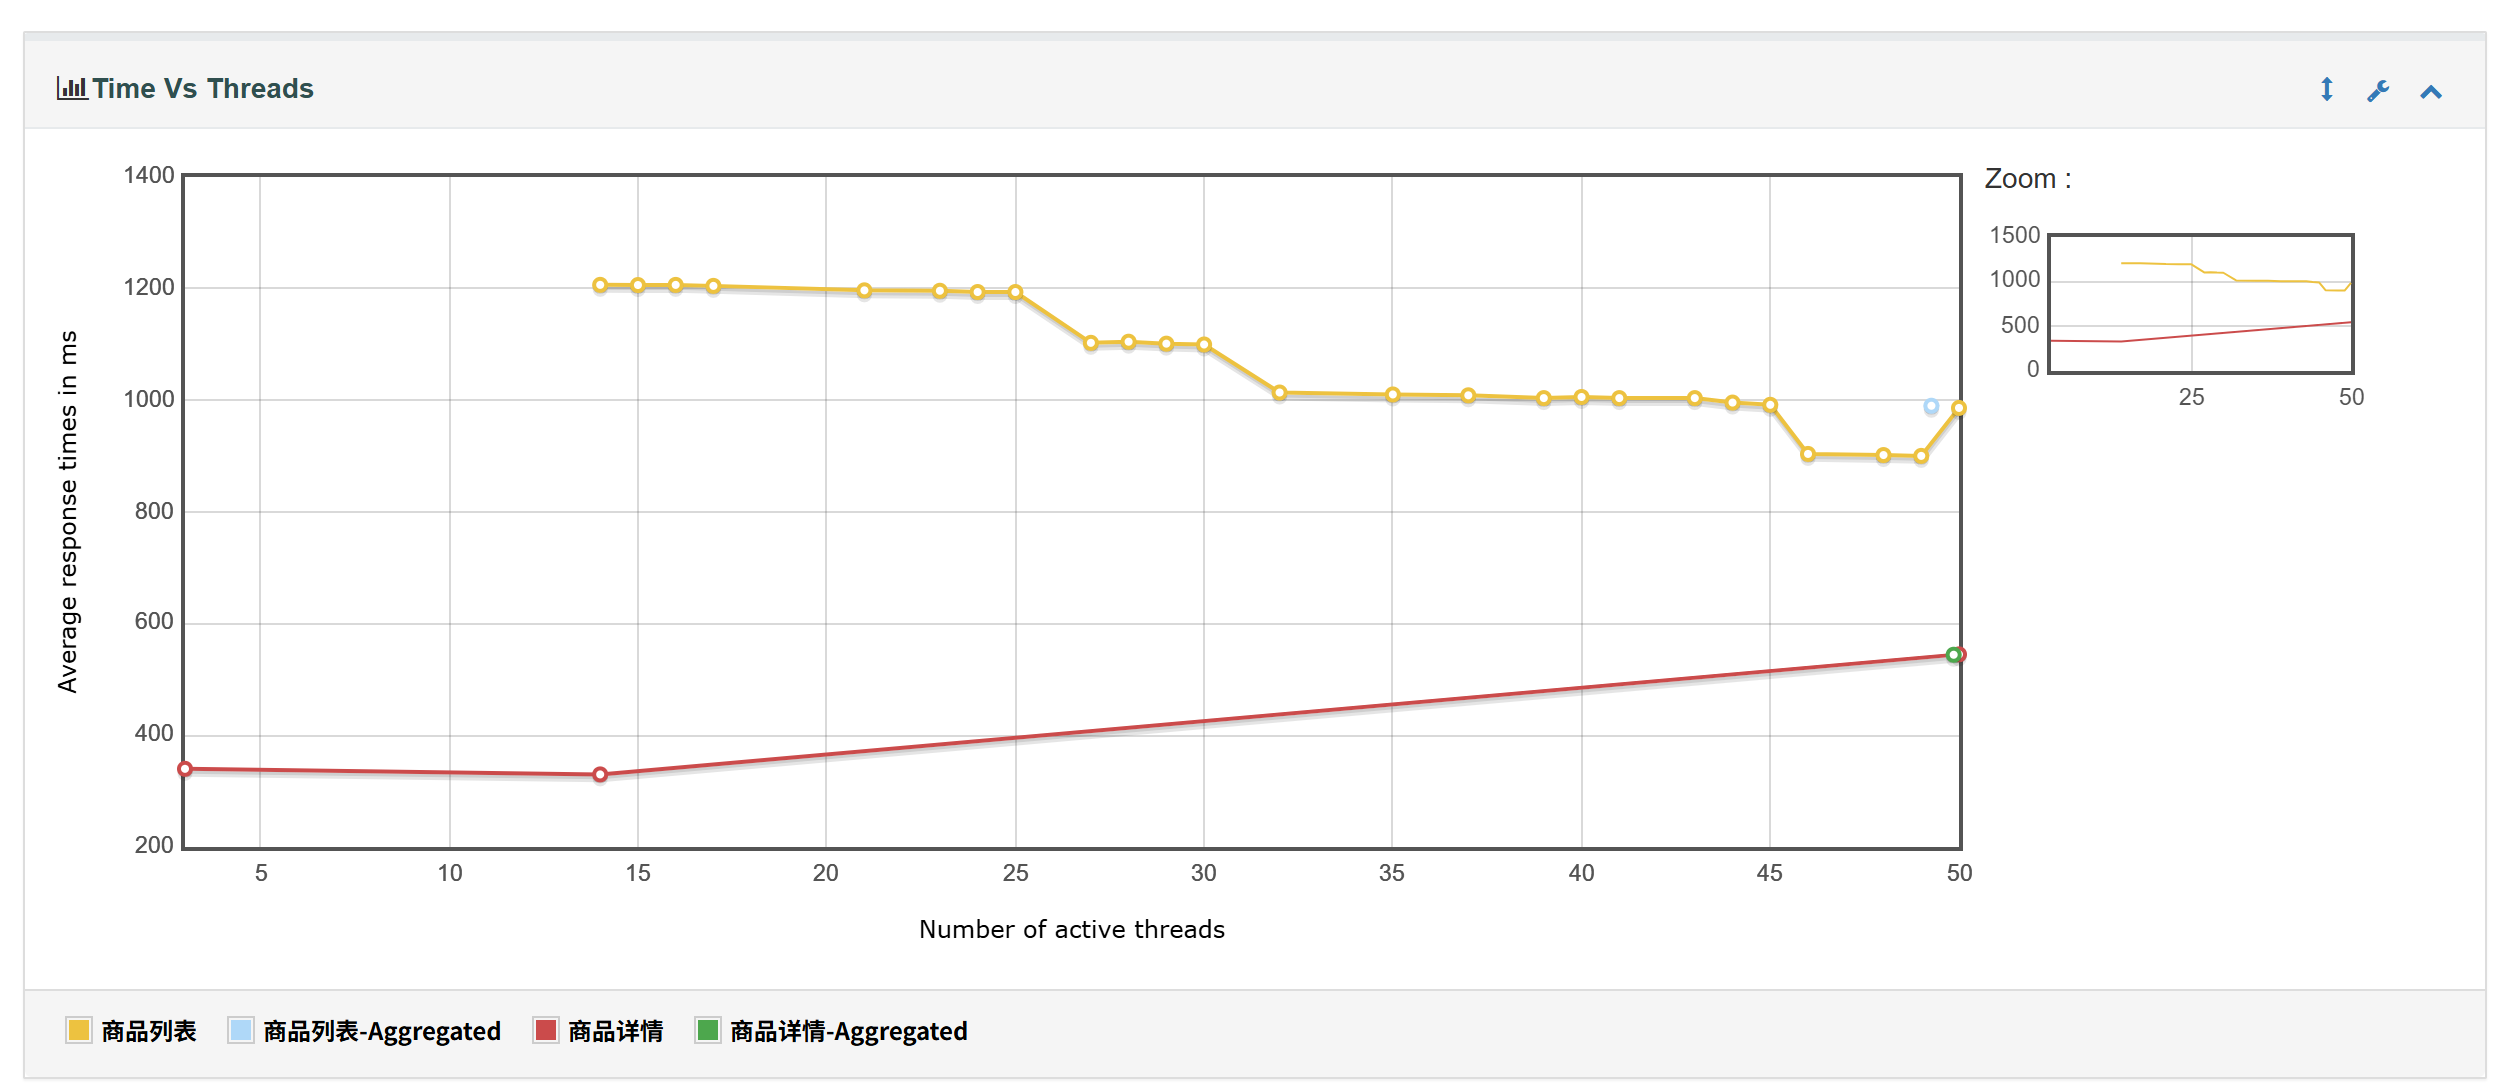 Time Vs Threads
1400
1200
1000
800
600
400
200
Average response times in ms
5 10 15 20 25 30 35 40 45 50
Number of active threads
Zoom :
1500
1000
500
0
25 50
商品列表 商品列表-Aggregated 商品详情 商品详情-Aggregated